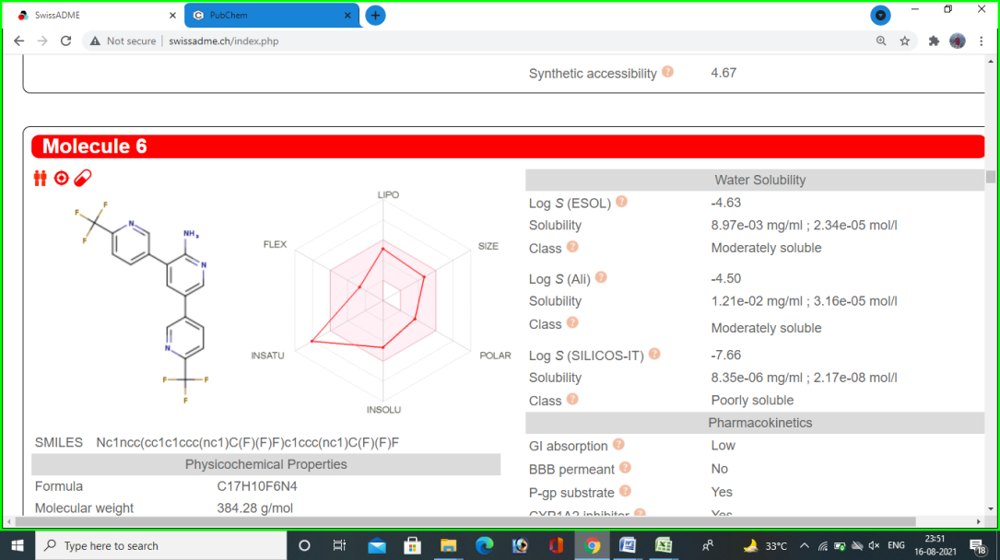 SwissADME
PubChem
Not secure | swissadme.ch/index.php
Synthetic accessibility ? 4.67
Molecule 6
LIPO
FLEX
SIZE
INSATU
POLAR
INSOLU
F
F
F
N
NH₂
N
N
F
F
F
SMILES Nc1ncc(cc1c1ccc(nc1)C(F)(F)F)c1ccc(nc1)C(F)(F)F
Physicochemical Properties
Formula C17H10F6N4
Molecular weight 384.28 g/mol
Water Solubility
Log S (ESOL) ? -4.63
Solubility 8.97e-03 mg/ml ; 2.34e-05 mol/l
Class ? Moderately soluble
Log S (Ali) ? -4.50
Solubility 1.21e-02 mg/ml ; 3.16e-05 mol/l
Class ? Moderately soluble
Log S (SILICOS-IT) ? -7.66
Solubility 8.35e-06 mg/ml ; 2.17e-08 mol/l
Class ? Poorly soluble
Pharmacokinetics
GI absorption ? Low
BBB permeant ? No
P-gp substrate ? Yes
CYP1A2 inhibitor ? Yes
Type here to search
33°C
ENG
23:51
16-08-2021
18